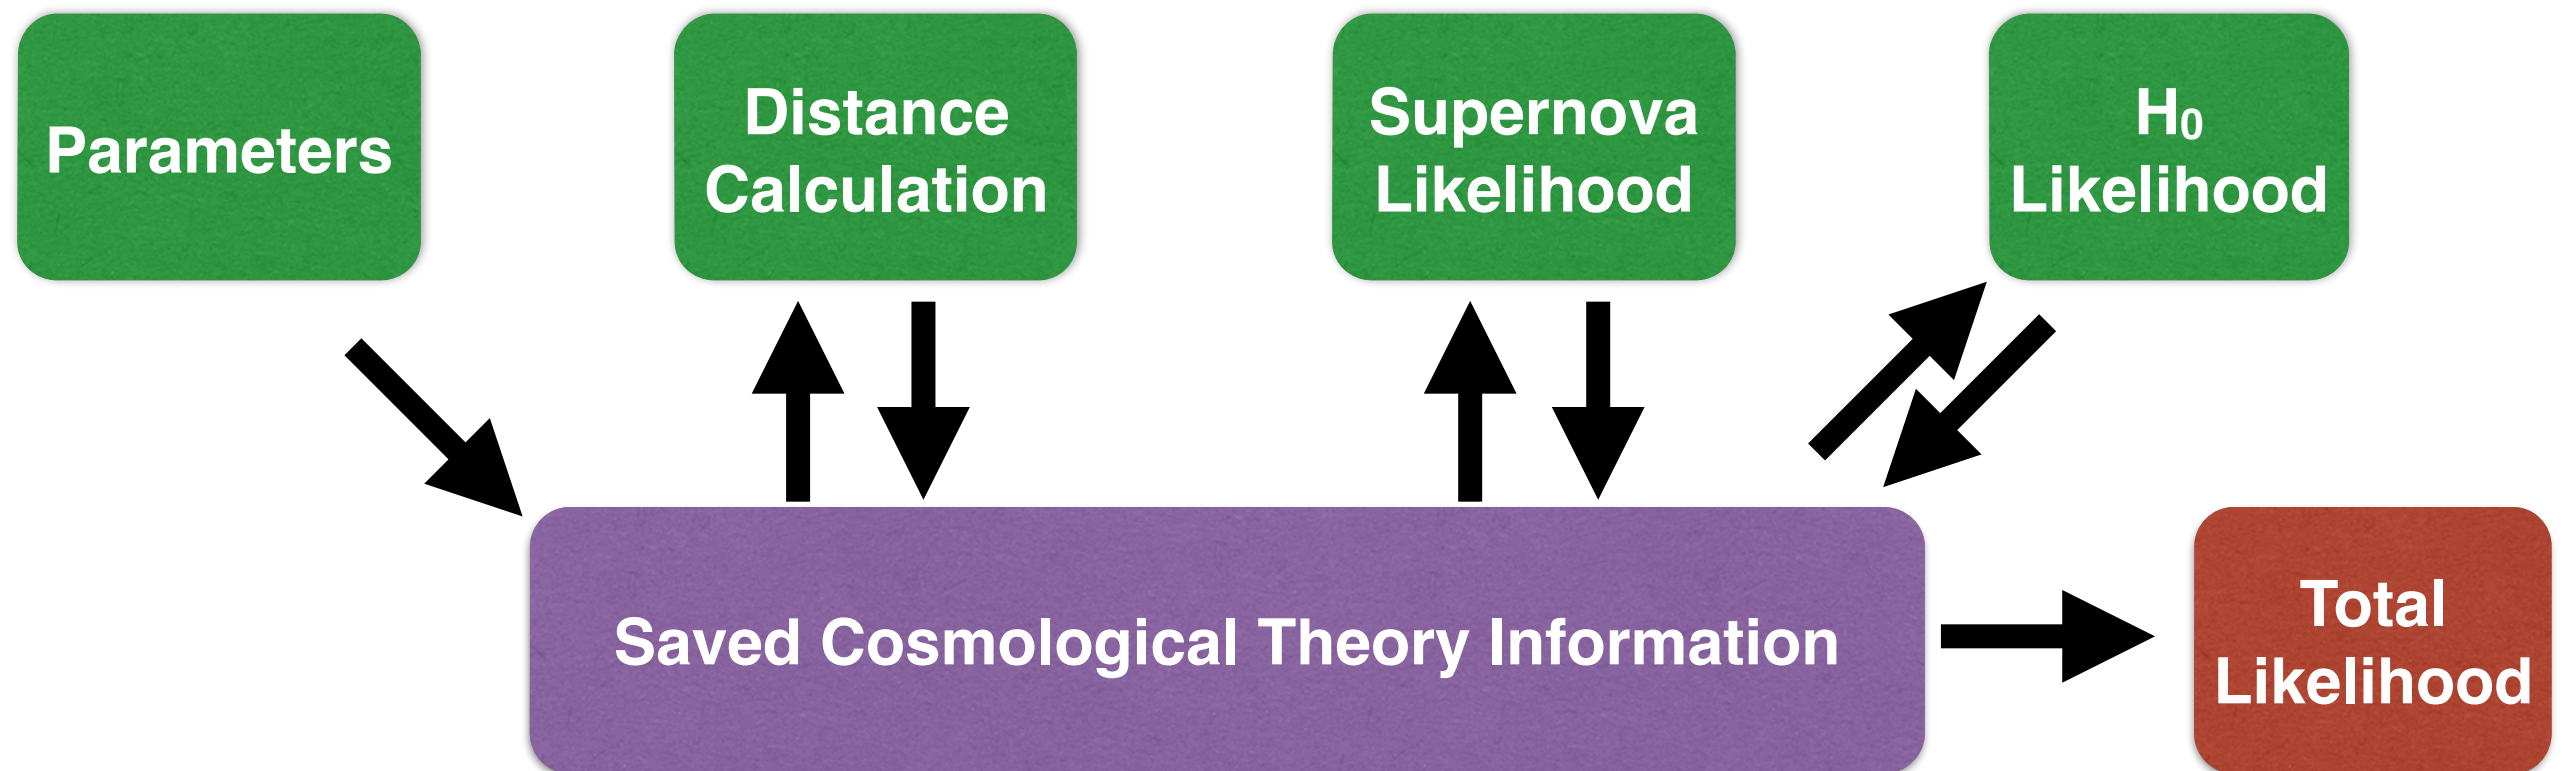 Parameters
Distance
Calculation
Supernova
Likelihood
H₀
Likelihood
Saved Cosmological Theory Information
Total
Likelihood